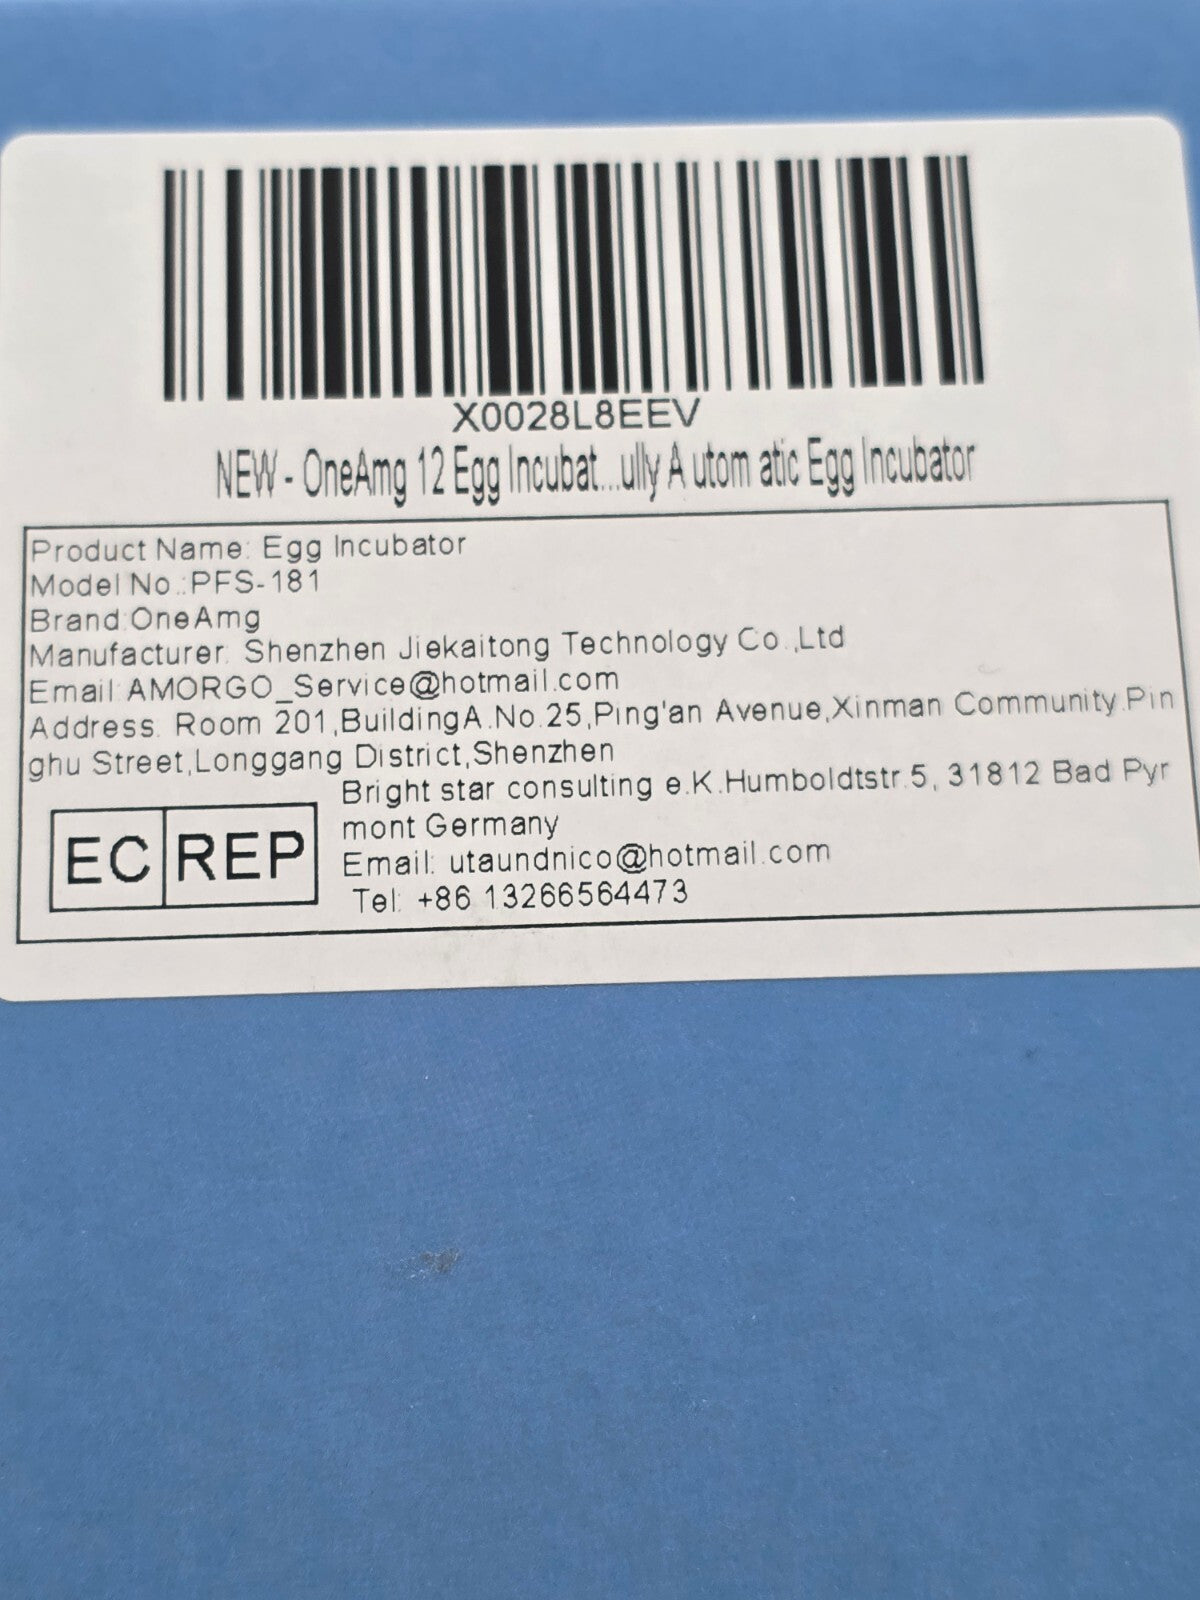 X0028L8EEV
NEW - OneAmg 12 Egg Incubat...ully A utom atic Egg Incubator
Product Name: Egg Incubator
Model No.:PFS-181
Brand:OneAmg
Manufacturer: Shenzhen Jiekaitong Technology Co.,Ltd
Email:AMORGO_Service@hotmail.com
Address: Room 201,BuildingA.No.25,Ping'an Avenue,Xinman Community.Pin
ghu Street,Longgang District,Shenzhen
Bright star consulting e.K.Humboldtstr.5, 31812 Bad Pyr
mont Germany
EC REP
Email: utaundnico@hotmail.com
Tel: +86 13266564473